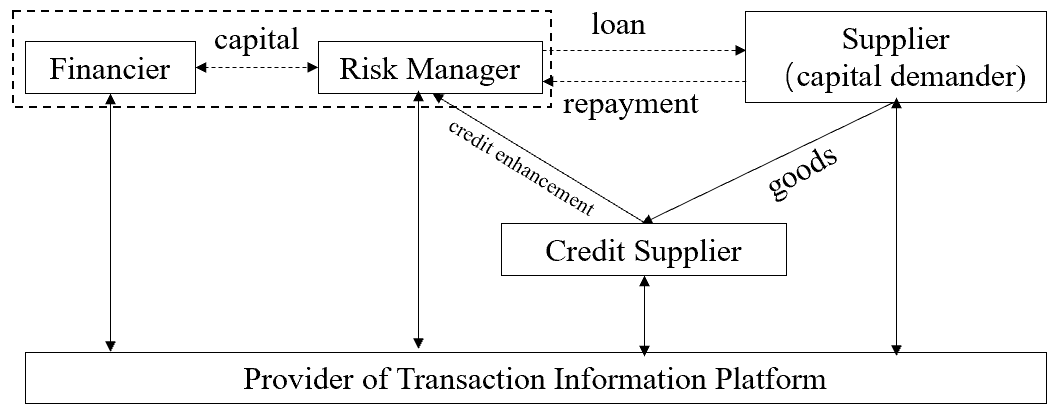 capital
loan
Financier
Risk Manager
Supplier
（capital demander)
repayment
credit enhancement
goods
Credit Supplier
Provider of Transaction Information Platform